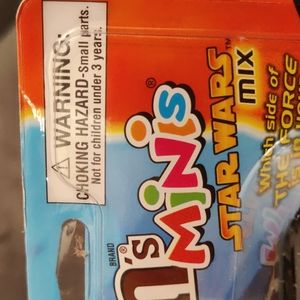 ⚠ WARNING:
CHOKING HAZARD-Small parts.
Not for children under 3 years.
BRAND
's
MINIS®
STAR WARS™
MIX
Which side of
THE FORCE